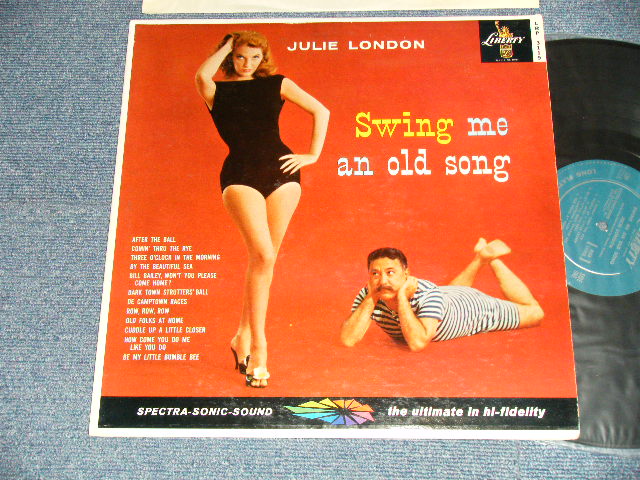 JULIE LONDON
LIBERTY
LRP 3119
Swing me
an old song
AFTER THE BALL
COMIN' THRO THE RYE
THREE O'CLOCK IN THE MORNING
BY THE BEAUTIFUL SEA
BILL BAILEY, WON'T YOU PLEASE
COME HOME?
DARK TOWN STRUTTERS' BALL
DE CAMPTOWN RACES
ROW, ROW, ROW
OLD FOLKS AT HOME
CUDDLE UP A LITTLE CLOSER
HOW COME YOU DO ME
LIKE YOU DO
BE MY LITTLE BUMBLE BEE
SPECTRA-SONIC-SOUND
the ultimate in hi-fidelity
LONG PLAY